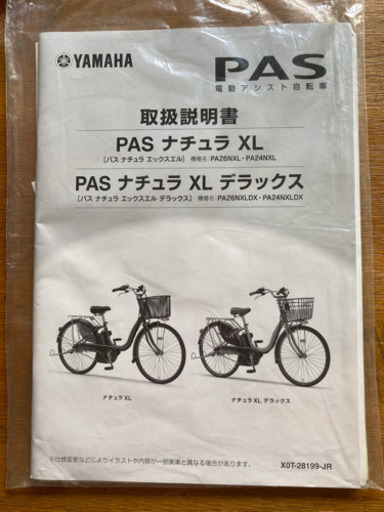 YAMAHA
PAS
電動アシスト自転車
取扱説明書
PAS ナチュラ XL
[パス ナチュラ エックスエル] 機種名:PA26NXL・PA24NXL
PAS ナチュラ XL デラックス
[パス ナチュラ エックスエル デラックス] 機種名:PA26NXLDX・PA24NXLDX
ナチュラ XL
ナチュラ XL デラックス
※仕様変更などによりイラストや内容が一部実車と異なる場合があります。
X0T-28199-JR